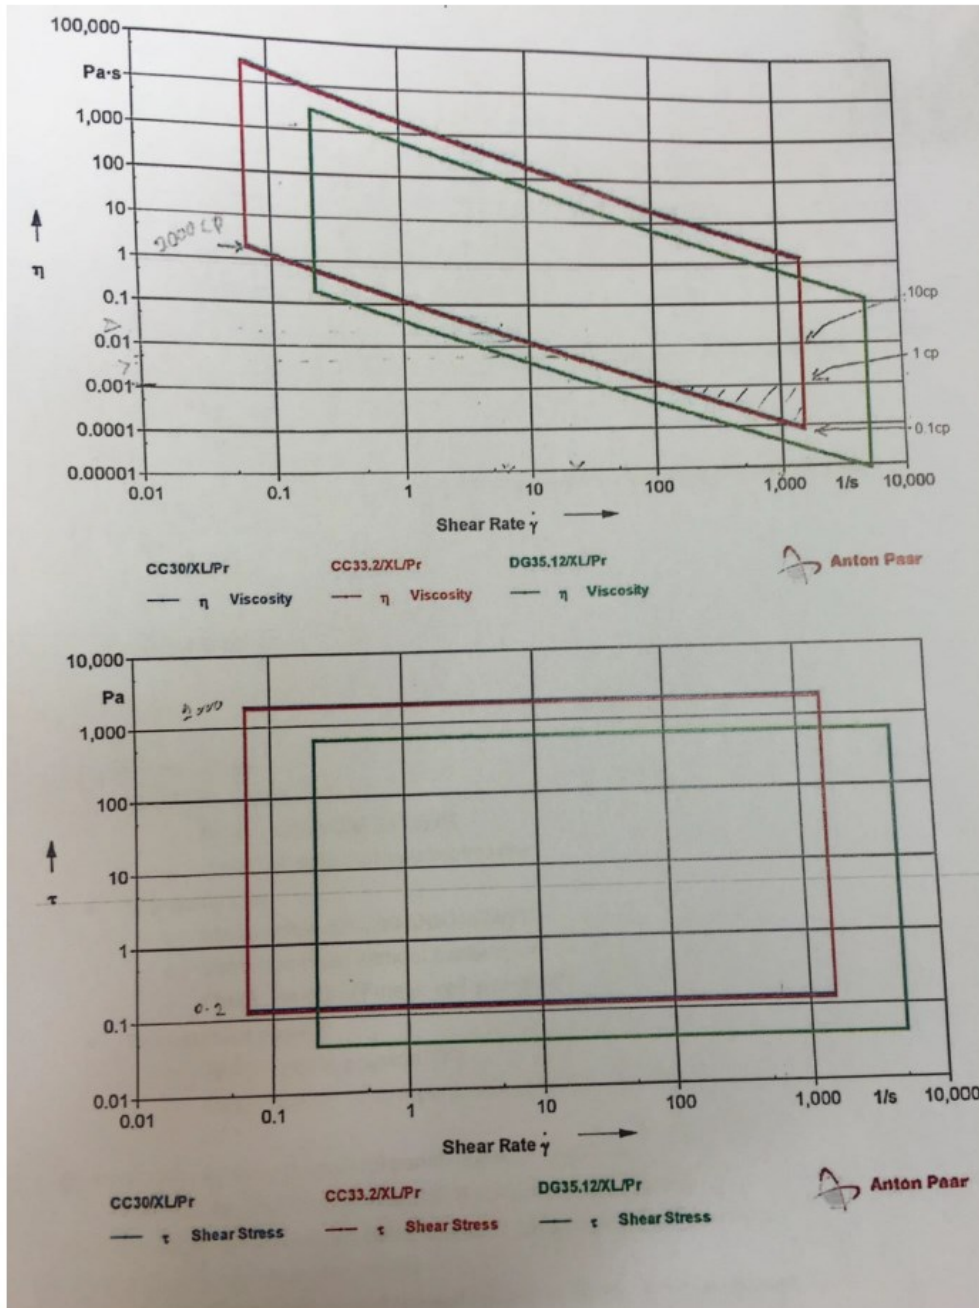 100,000
Pa·s
1,000
100
10
1
0.1
0.01
0.001
0.0001
0.00001
η
10cp
1 cp
0.1cp
0.01 0.1 1 10 100 1,000 1/s 10,000
Shear Rate γ̇
CC30/XL/Pr CC33.2/XL/Pr DG35.12/XL/Pr
η Viscosity η Viscosity η Viscosity
Anton Paar
10,000
Pa
1,000
100
10
1
0.2
0.1
0.01
τ
0.01 0.1 1 10 100 1,000 1/s 10,000
Shear Rate γ̇
CC30/XL/Pr CC33.2/XL/Pr DG35.12/XL/Pr
τ Shear Stress τ Shear Stress τ Shear Stress
Anton Paar